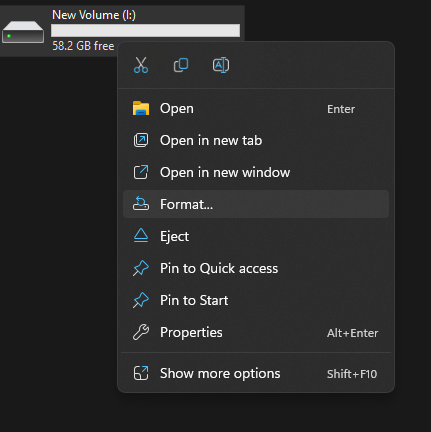 New Volume (I:)
58.2 GB free
Open Enter
Open in new tab
Open in new window
Format...
Eject
Pin to Quick access
Pin to Start
Properties Alt+Enter
Show more options Shift+F10